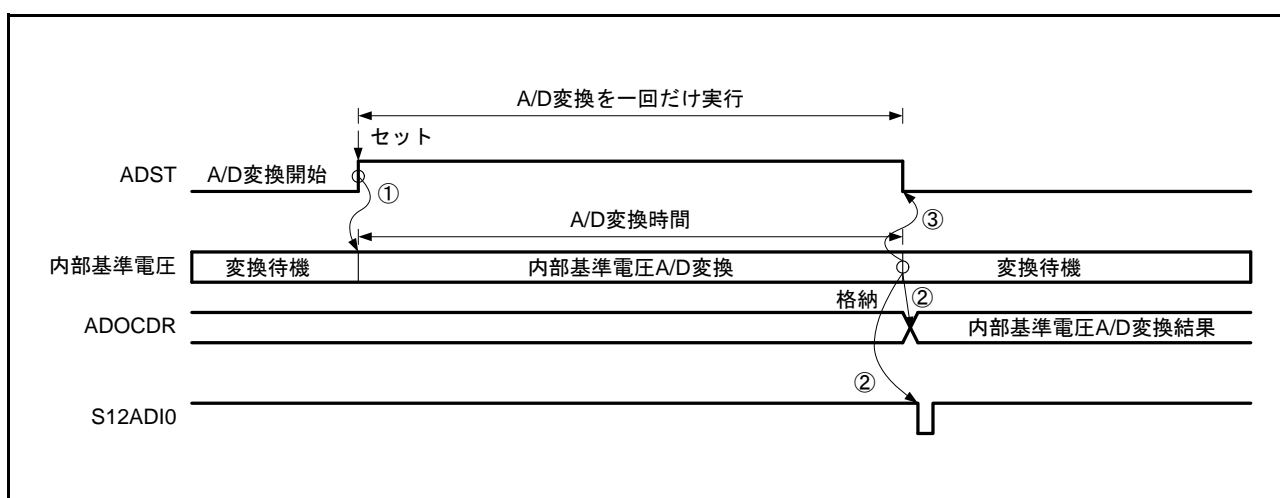 A/D変換を一回だけ実行
セット
ADST A/D変換開始
①
③
A/D変換時間
内部基準電圧 変換待機 内部基準電圧A/D変換 変換待機
格納 ②
ADOCDR 内部基準電圧A/D変換結果
②
S12ADI0